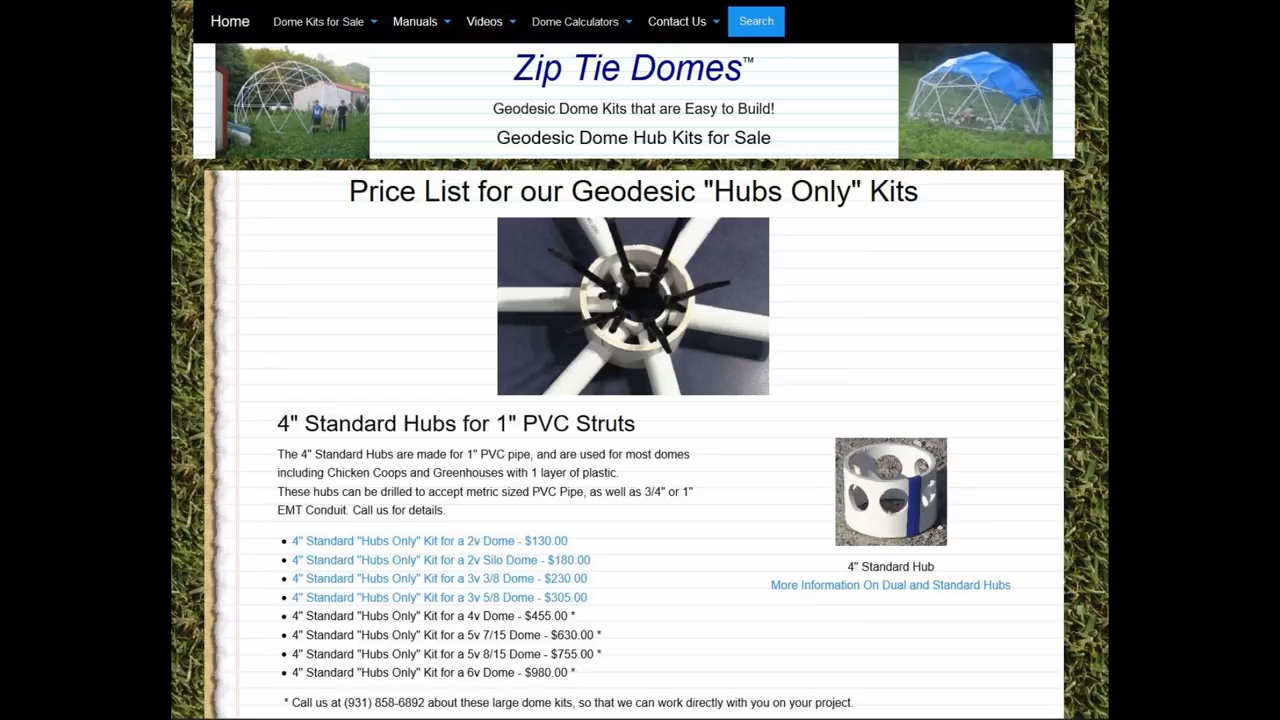 Home Dome Kits for Sale Manuals Videos Dome Calculators Contact Us Search
Zip Tie Domes™
Geodesic Dome Kits that are Easy to Build!
Geodesic Dome Hub Kits for Sale
Price List for our Geodesic "Hubs Only" Kits
4" Standard Hubs for 1" PVC Struts
The 4" Standard Hubs are made for 1" PVC pipe, and are used for most domes
including Chicken Coops and Greenhouses with 1 layer of plastic.
These hubs can be drilled to accept metric sized PVC Pipe, as well as 3/4" or 1"
EMT Conduit. Call us for details.
• 4" Standard "Hubs Only" Kit for a 2v Dome - $130.00
• 4" Standard "Hubs Only" Kit for a 2v Silo Dome - $180.00
• 4" Standard "Hubs Only" Kit for a 3v 3/8 Dome - $230.00
• 4" Standard "Hubs Only" Kit for a 3v 5/8 Dome - $305.00
• 4" Standard "Hubs Only" Kit for a 4v Dome - $455.00 *
• 4" Standard "Hubs Only" Kit for a 5v 7/15 Dome - $630.00 *
• 4" Standard "Hubs Only" Kit for a 5v 8/15 Dome - $755.00 *
• 4" Standard "Hubs Only" Kit for a 6v Dome - $980.00 *
4" Standard Hub
More Information On Dual and Standard Hubs
* Call us at (931) 858-6892 about these large dome kits, so that we can work directly with you on your project.